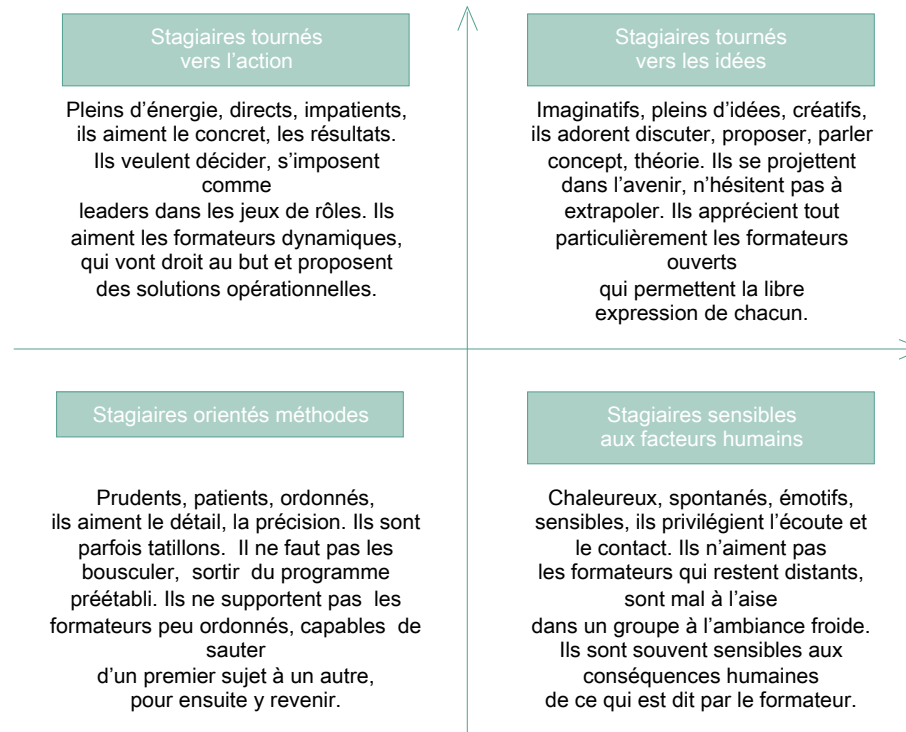 Stagiaires tournés
vers l’action
Pleins d’énergie, directs, impatients,
ils aiment le concret, les résultats.
Ils veulent décider, s’imposent
comme
leaders dans les jeux de rôles. Ils
aiment les formateurs dynamiques,
qui vont droit au but et proposent
des solutions opérationnelles.
Stagiaires tournés
vers les idées
Imaginatifs, pleins d’idées, créatifs,
ils adorent discuter, proposer, parler
concept, théorie. Ils se projettent
dans l’avenir, n’hésitent pas à
extrapoler. Ils apprécient tout
particulièrement les formateurs
ouverts
qui permettent la libre
expression de chacun.
Stagiaires orientés méthodes
Prudents, patients, ordonnés,
ils aiment le détail, la précision. Ils sont
parfois tatillons. Il ne faut pas les
bousculer, sortir du programme
préétabli. Ils ne supportent pas les
formateurs peu ordonnés, capables de
sauter
d’un premier sujet à un autre,
pour ensuite y revenir.
Stagiaires sensibles
aux facteurs humains
Chaleureux, spontanés, émotifs,
sensibles, ils privilégient l’écoute et
le contact. Ils n’aiment pas
les formateurs qui restent distants,
sont mal à l’aise
dans un groupe à l’ambiance froide.
Ils sont souvent sensibles aux
conséquences humaines
de ce qui est dit par le formateur.